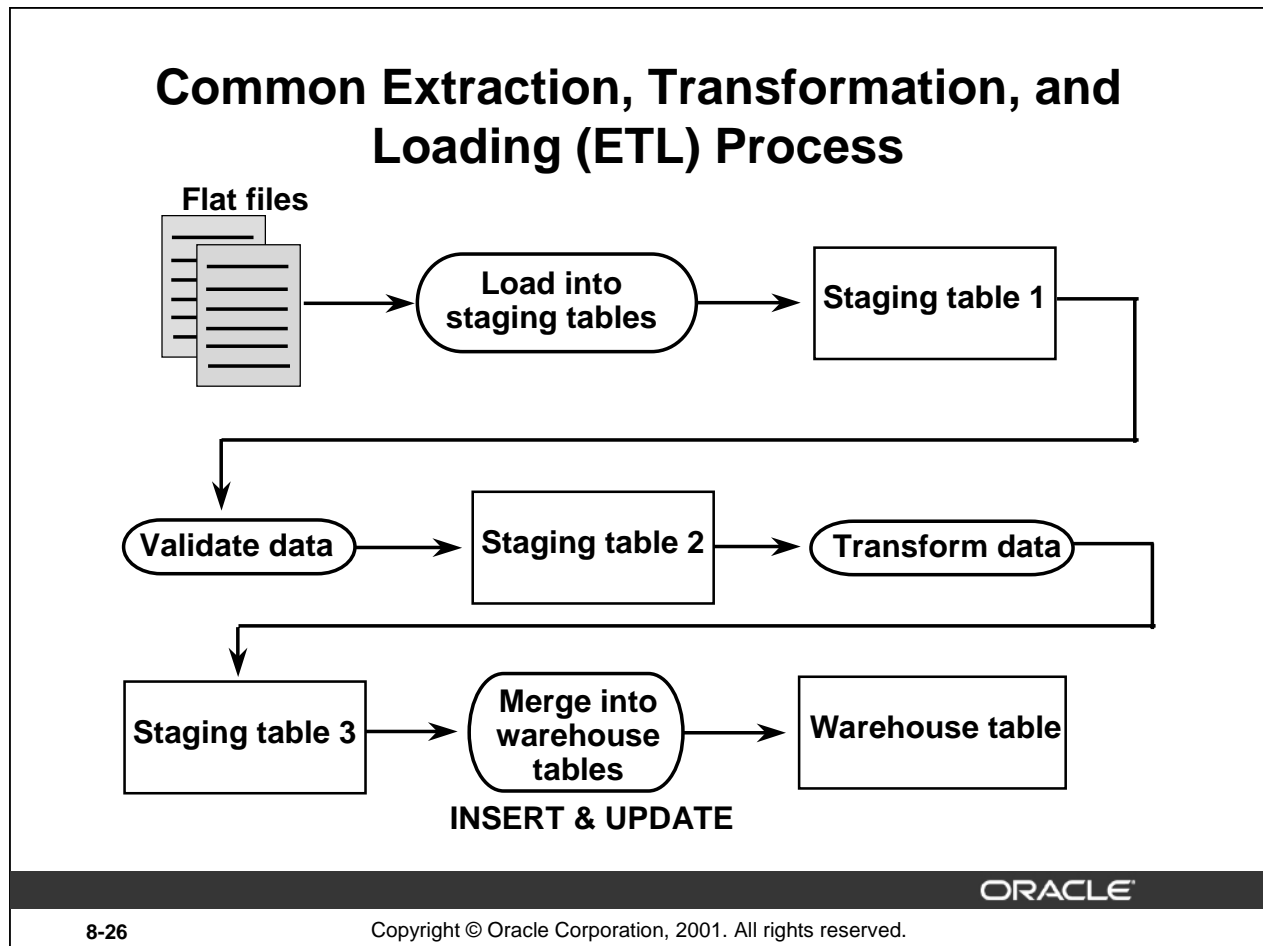 Common Extraction, Transformation, and
Loading (ETL) Process
Flat files
Load into
staging tables
Staging table 1
Validate data
Staging table 2
Transform data
Staging table 3
Merge into
warehouse
tables
Warehouse table
INSERT & UPDATE
ORACLE®
8-26
Copyright © Oracle Corporation, 2001. All rights reserved.